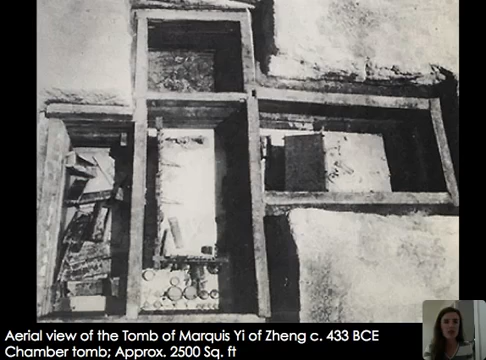 Aerial view of the Tomb of Marquis Yi of Zheng c. 433 BCE
Chamber tomb; Approx. 2500 Sq. ft